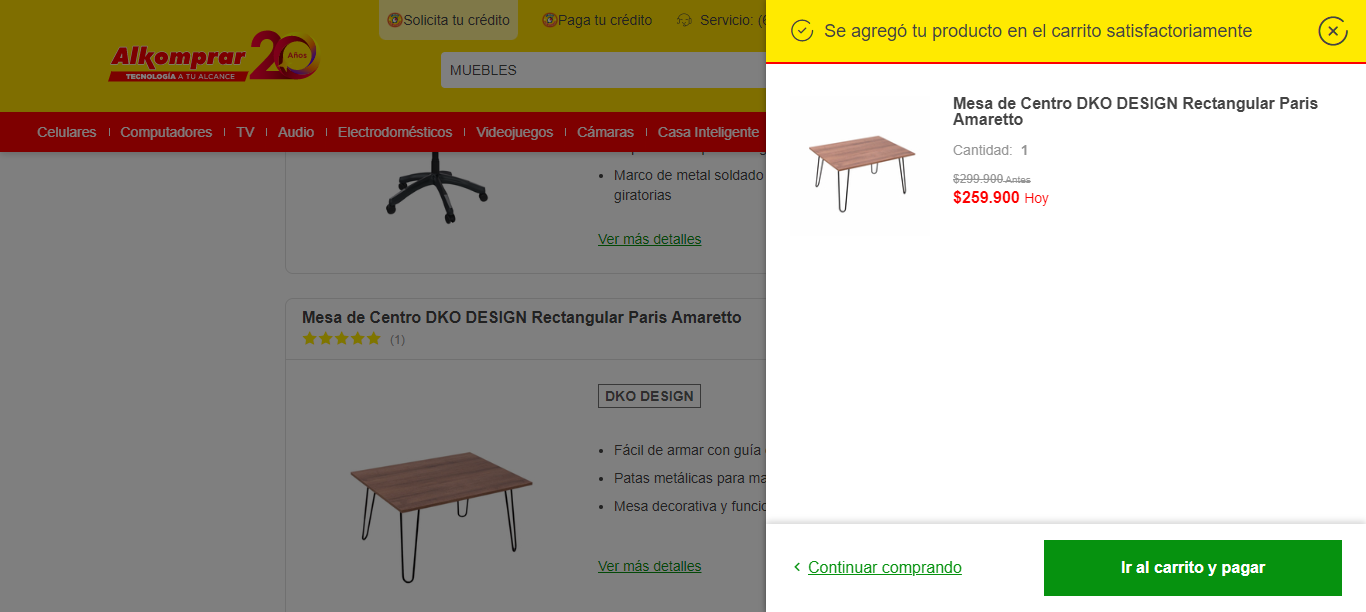 Solicita tu crédito
Paga tu crédito
Servicio: (6
Alkomprar
20 Años
TECNOLOGÍA A TU ALCANCE
MUEBLES
Celulares
Computadores
TV
Audio
Electrodomésticos
Videojuegos
Cámaras
Casa Inteligente
Marco de metal soldado
giratorias
Ver más detalles
Mesa de Centro DKO DESIGN Rectangular Paris Amaretto
(1)
DKO DESIGN
Fácil de armar con guía
Patas metálicas para ma
Mesa decorativa y funcio
Ver más detalles
Se agregó tu producto en el carrito satisfactoriamente
Mesa de Centro DKO DESIGN Rectangular Paris
Amaretto
Cantidad: 1
$299.900 Antes
$259.900 Hoy
Continuar comprando
Ir al carrito y pagar